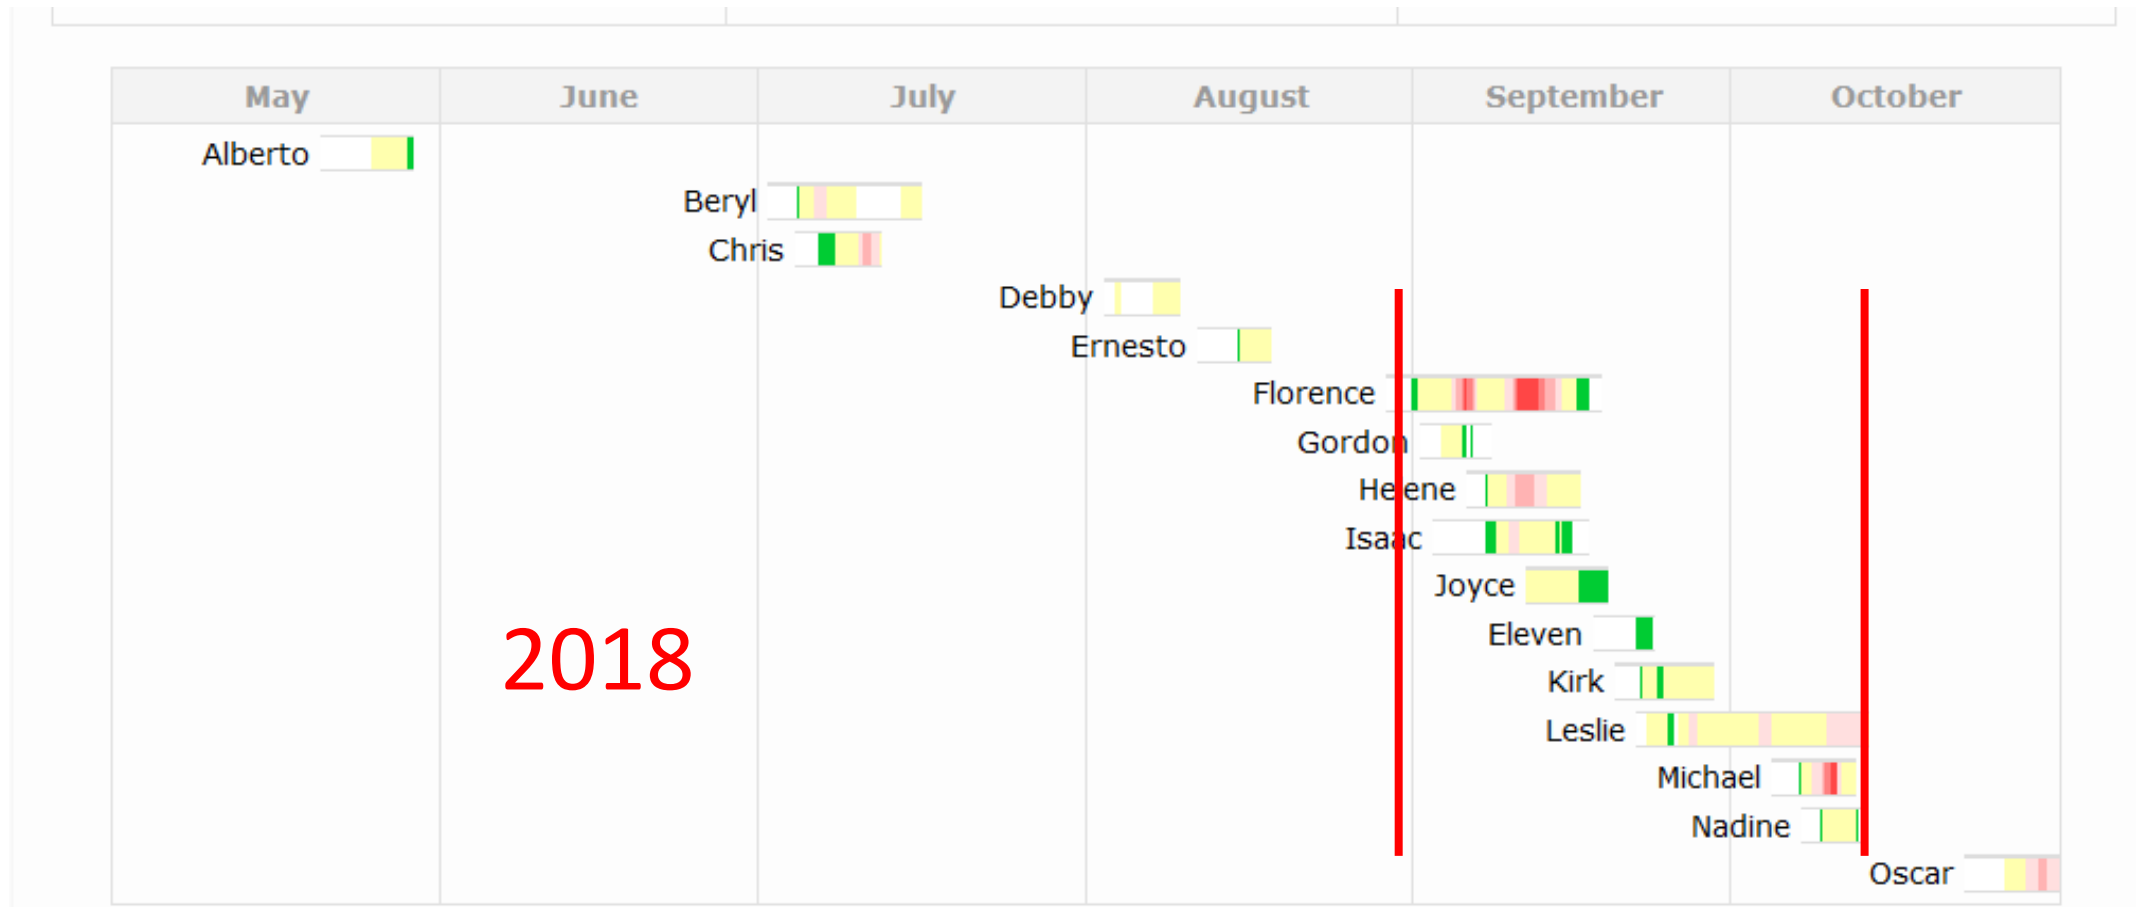 May June July August September October
Alberto
Beryl
Chris
Debby
Ernesto
Florence
Gordon
Helene
Isaac
Joyce
Eleven
2018
Kirk
Leslie
Michael
Nadine
Oscar